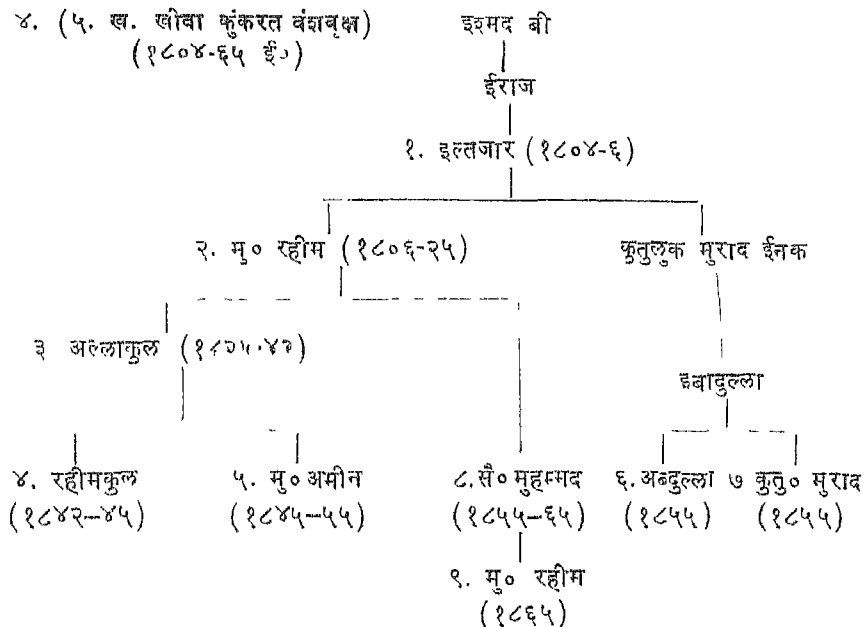 ४. (५. ख. खीवा कुंकरत वंशवृक्ष) इश्मद बी
(१८०४-६५ ई०)
ईराज
१. इल्तजार (१८०४-६)
२. मु० रहीम (१८०६-२५) कुतुलुक मुराद ईनक
३ अल्लाकुल (१८२५-४२)
इबादुल्ला
४. रहीमकुल ५. मु० अमीन ८. सै० मुहम्मद ६. अब्दुल्ला ७ कुतु० मुराद
(१८४२-४५) (१८४५-५५) (१८५५-६५) (१८५५) (१८५५)
९. मु० रहीम
(१८६५)